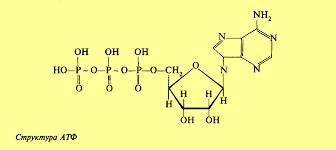 NH₂
N N
OH OH OH N N
HO—P~O—P~O—P—O—CH₂ O N
O O O H H
H H
OH OH
Структура АТФ